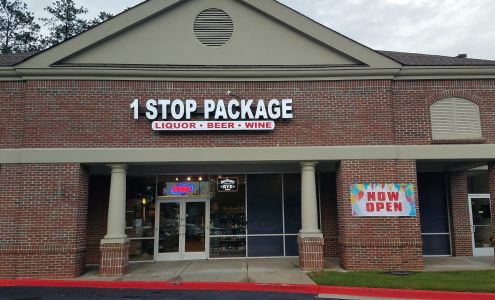 1 STOP PACKAGE
LIQUOR • BEER • WINE
NOW
OPEN